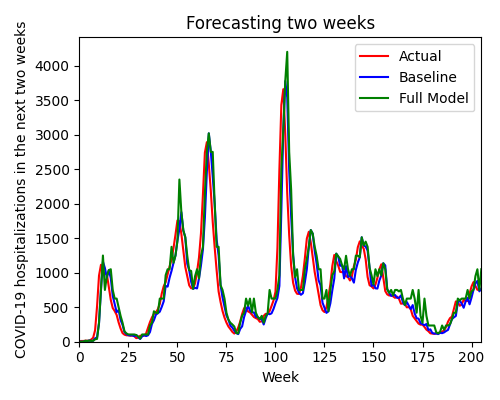 Forecasting two weeks
COVID-19 hospitalizations in the next two weeks
4000
3500
3000
2500
2000
1500
1000
500
0
Actual
Baseline
Full Model
0 25 50 75 100 125 150 175 200
Week